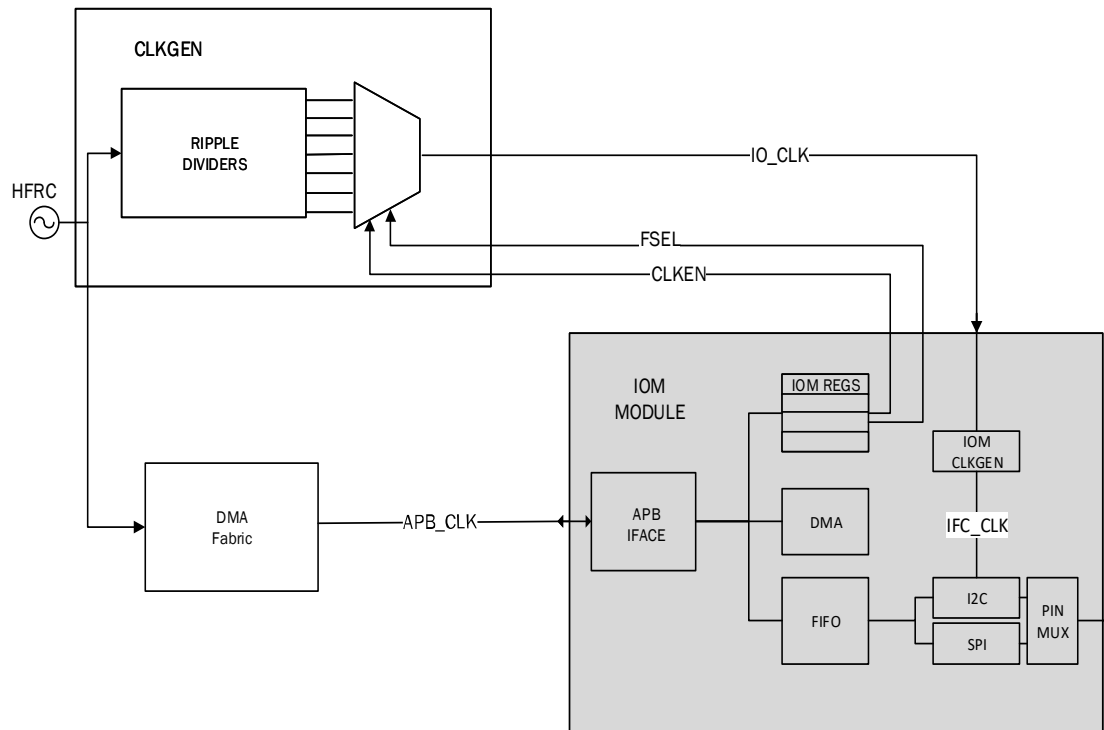 CLKGEN
RIPPLE
DIVIDERS
HFRC
IO_CLK
FSEL
CLKEN
IOM
MODULE
IOM REGS
IOM
CLKGEN
DMA
Fabric
APB_CLK
APB
IFACE
DMA
IFC_CLK
FIFO
I2C
SPI
PIN
MUX